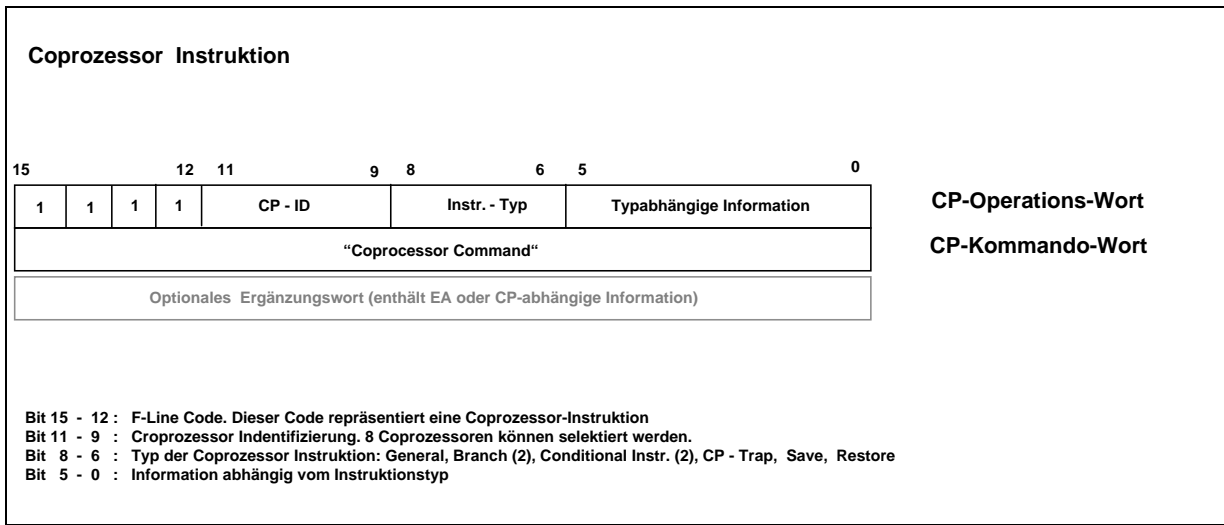 Coprozessor Instruktion
15 12 11 9 8 6 5 0
1 1 1 1 CP - ID Instr. - Typ Typabhängige Information CP-Operations-Wort
“Coprocessor Command“ CP-Kommando-Wort
Optionales Ergänzungswort (enthält EA oder CP-abhängige Information)
Bit 15 - 12 : F-Line Code. Dieser Code repräsentiert eine Coprozessor-Instruktion
Bit 11 - 9 : Croprozessor Indentifizierung. 8 Coprozessoren können selektiert werden.
Bit 8 - 6 : Typ der Coprozessor Instruktion: General, Branch (2), Conditional Instr. (2), CP - Trap, Save, Restore
Bit 5 - 0 : Information abhängig vom Instruktionstyp